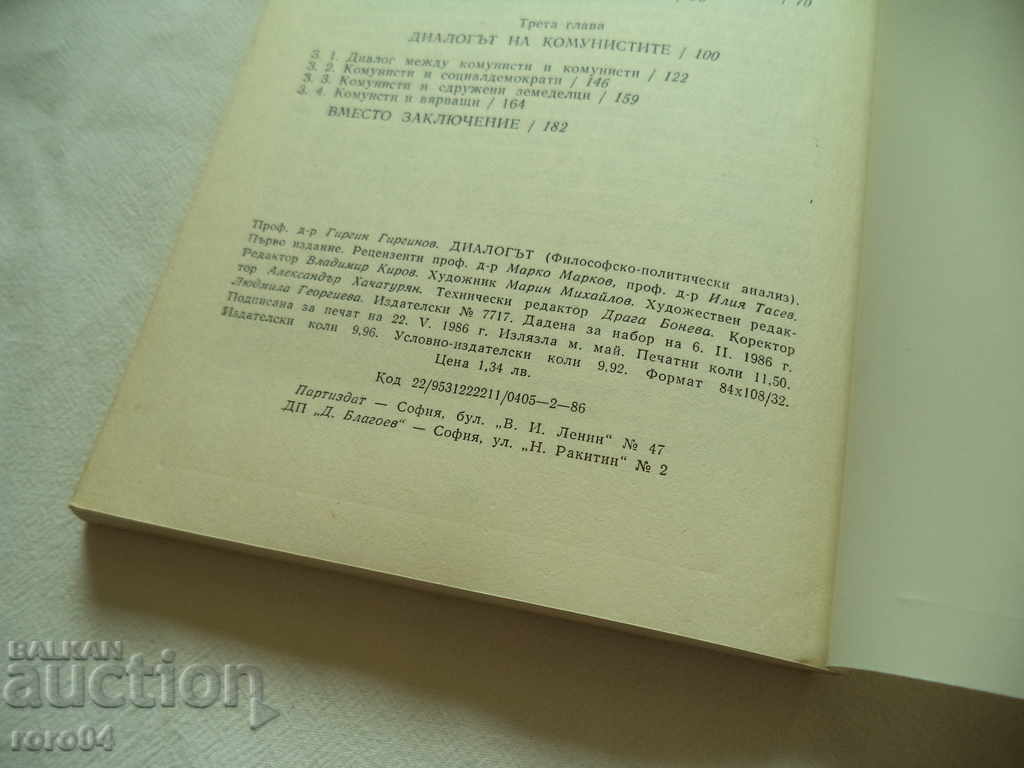 / 70
Трета глава
ДИАЛОГЪТ НА КОМУНИСТИТЕ / 100
3. 1. Диалог между комунисти и комунисти / 122
3. 2. Комунисти и социалдемократи / 146
3. 3. Комунисти и сдружени земеделци / 159
3. 4. Комунсти и вярващи / 164
ВМЕСТО ЗАКЛЮЧЕНИЕ / 182
Проф. д-р Гиргин Гиргинов. ДИАЛОГЪТ (Философско-политически анализ).
Първо издание. Рецензенти проф. д-р Марко Марков, проф. д-р Илия Тасев.
Редактор Владимир Киров. Художник Марин Михайлов. Художествен редак-
тор Александър Хачатурян. Технически редактор Драга Бонева. Коректор
Людмила Георгиева. Издателски № 7717. Дадена за набор на 6. II. 1986 г.
Подписана за печат на 22. V. 1986 г. Излязла м. май. Печатни коли 11,50.
Издателски коли 9,96. Условно-издателски коли 9,92. Формат 84х108/32.
Цена 1,34 лв.
Код 22/9531222211/0405—2—86
Партиздат — София, бул. „В. И. Ленин“ № 47
ДП „Д. Благоев“ — София, ул. „Н. Ракитин“ № 2
BALKAN
auction
roro04